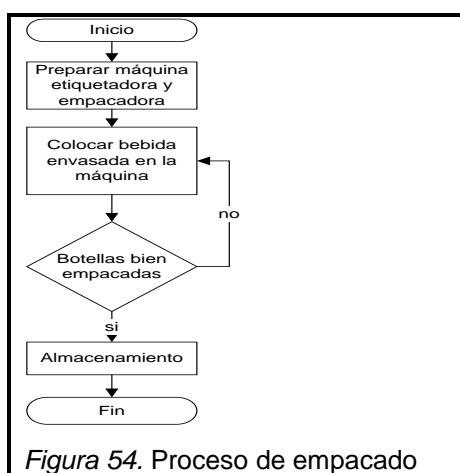 Inicio
Preparar máquina
etiquetadora y
empacadora
Colocar bebida
envasada en la
máquina
no
Botellas bien
empacadas
si
Almacenamiento
Fin
Figura 54. Proceso de empacado